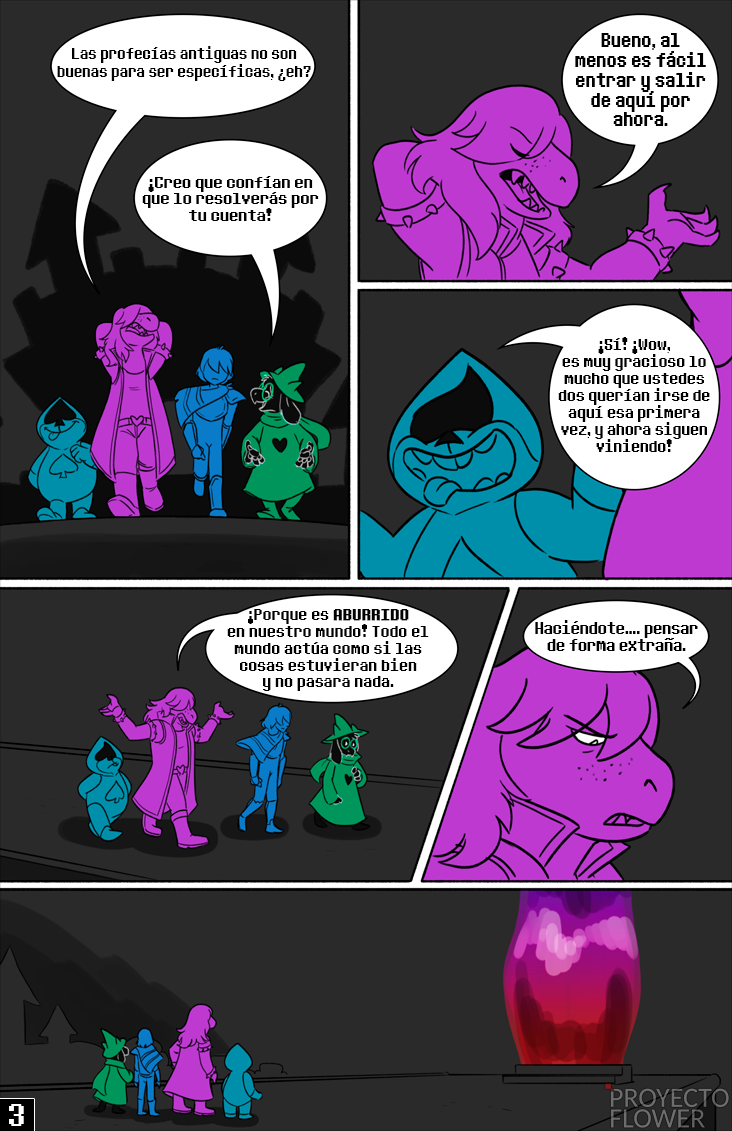 Las profecías antiguas no son
buenas para ser específicas, ¿eh?
¡Creo que confían en
que lo resolverás por
tu cuenta!
Bueno, al
menos es fácil
entrar y salir
de aquí por
ahora.
¡Sí! ¡Wow,
es muy gracioso lo
mucho que ustedes
dos querían irse de
aquí esa primera
vez, y ahora siguen
viniendo!
¡Porque es ABURRIDO
en nuestro mundo! Todo el
mundo actúa como si las
cosas estuvieran bien
y no pasara nada.
Haciéndote.... pensar
de forma extraña.
3
PROYECTO
FLOWER